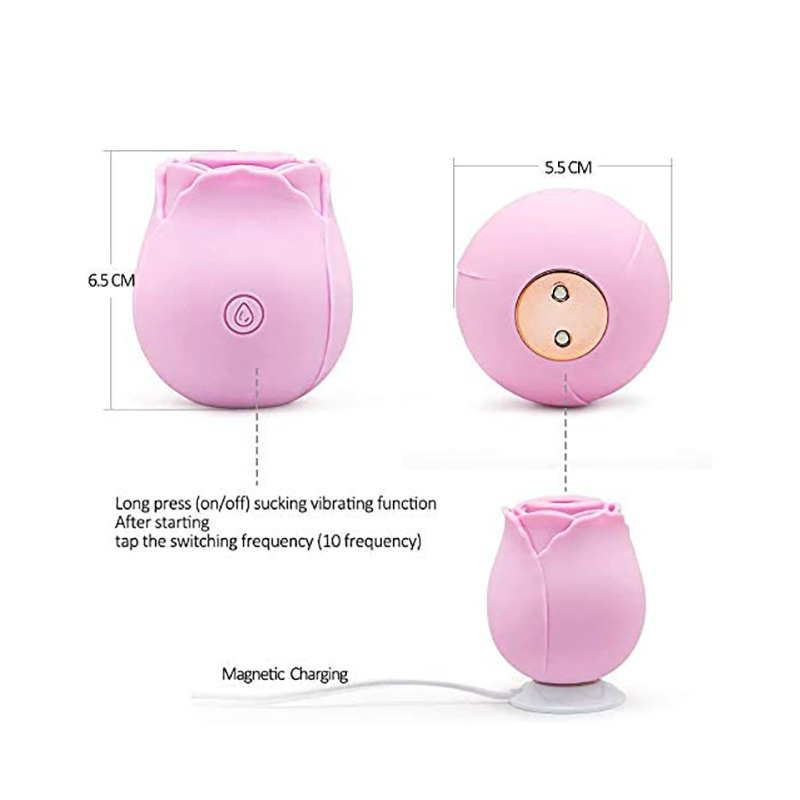 5.5 CM
6.5 CM
Long press (on/off) sucking vibrating function
After starting
tap the switching frequency (10 frequency)
Magnetic Charging